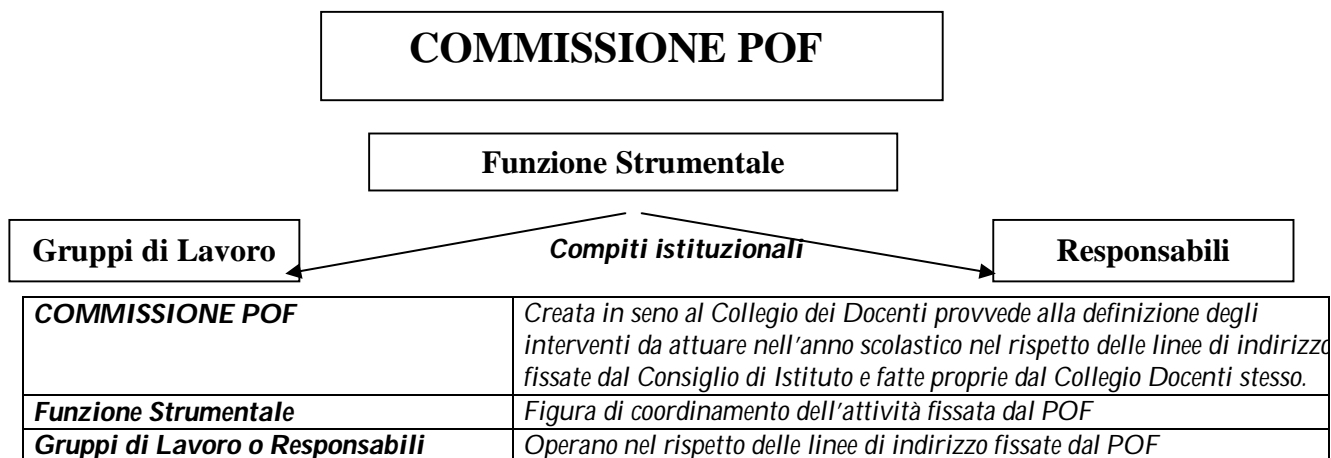 COMMISSIONE POF
Funzione Strumentale
Gruppi di Lavoro
Compiti istituzionali
Responsabili
COMMISSIONE POF
Creata in seno al Collegio dei Docenti provvede alla definizione degli
interventi da attuare nell'anno scolastico nel rispetto delle linee di indirizzo
fissate dal Consiglio di Istituto e fatte proprie dal Collegio Docenti stesso.
Funzione Strumentale
Figura di coordinamento dell'attività fissata dal POF
Gruppi di Lavoro o Responsabili
Operano nel rispetto delle linee di indirizzo fissate dal POF